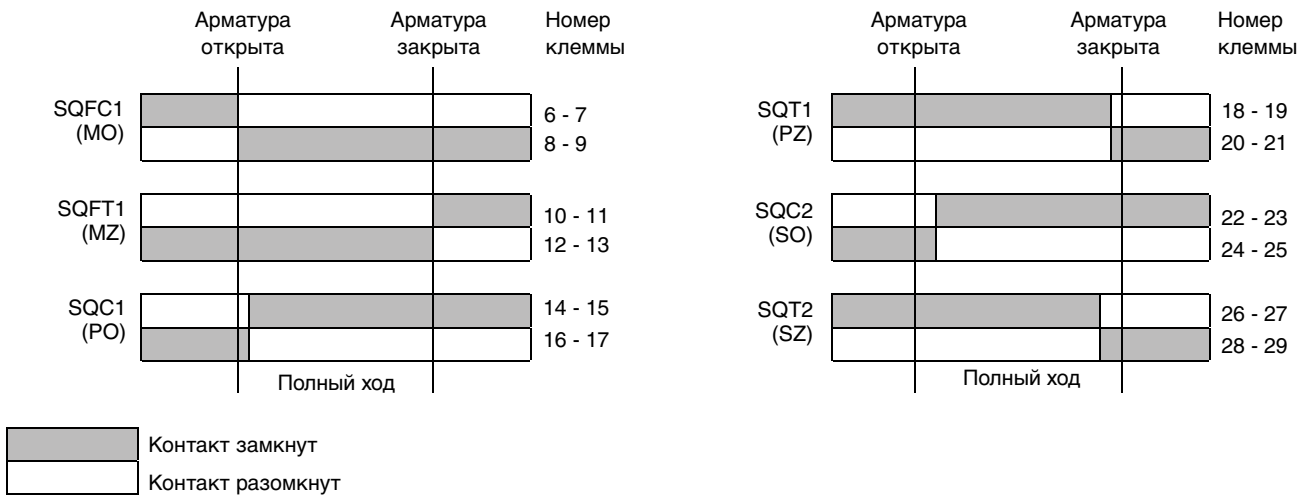 Арматура открыта
Арматура закрыта
Номер клеммы
SQFC1 (MO)
6 - 7
8 - 9
SQFT1 (MZ)
10 - 11
12 - 13
SQC1 (PO)
14 - 15
16 - 17
Полный ход
Арматура открыта
Арматура закрыта
Номер клеммы
SQT1 (PZ)
18 - 19
20 - 21
SQC2 (SO)
22 - 23
24 - 25
SQT2 (SZ)
26 - 27
28 - 29
Полный ход
Контакт замкнут
Контакт разомкнут